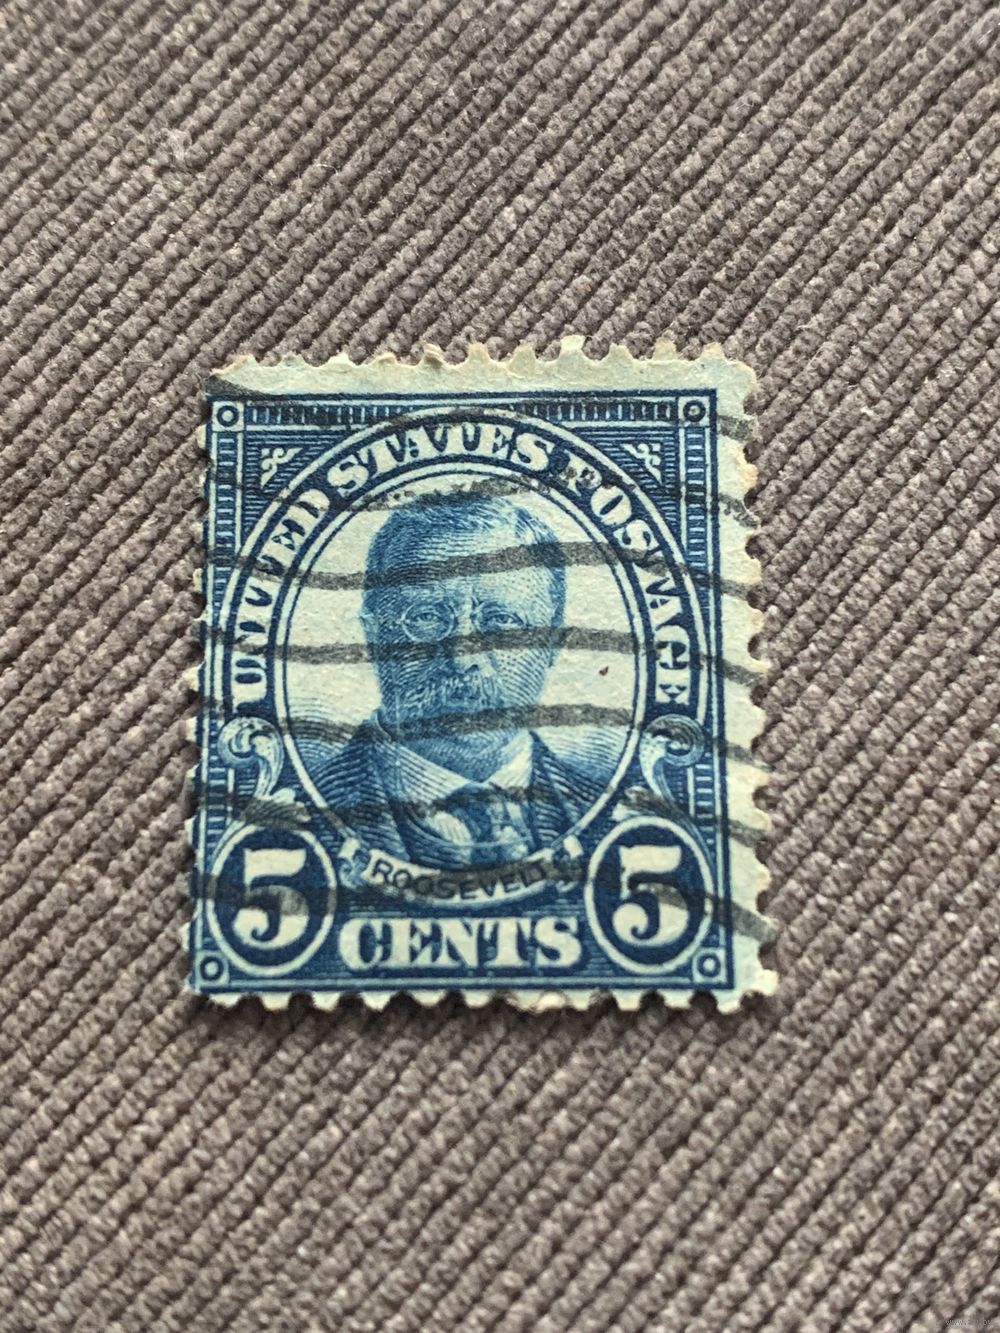 UNITED STATES POSTAGE
ROOSEVELT
5 CENTS 5